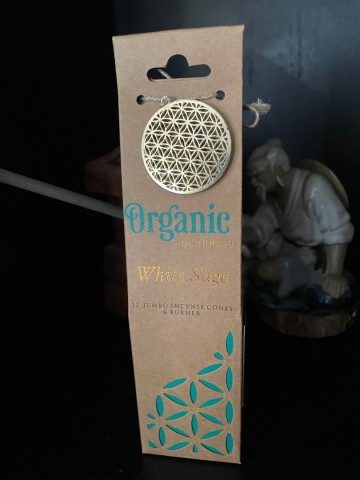 Organic
GOODNESS
White Sage
12 JUMBO INCENSE CONES
& BURNER